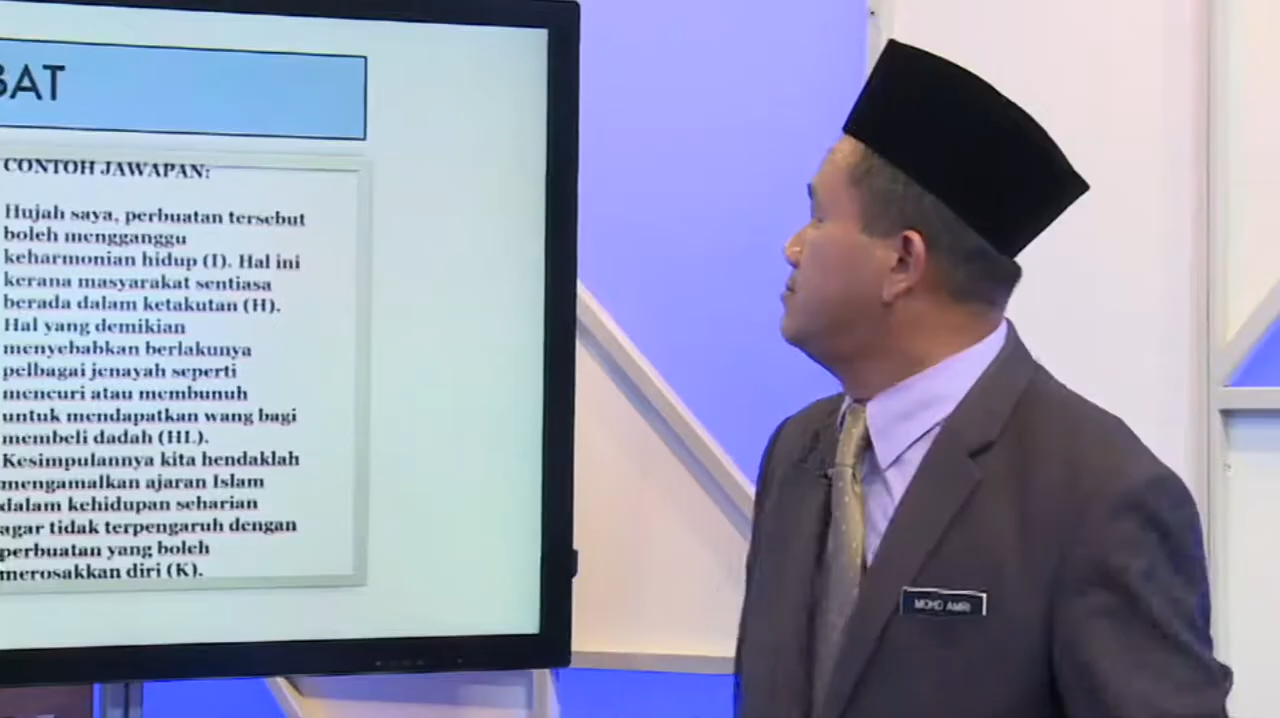 BAT
CONTOH JAWAPAN:
Hujah saya, perbuatan tersebut
boleh mengganggu
keharmonian hidup (I). Hal ini
kerana masyarakat sentiasa
berada dalam ketakutan (H).
Hal yang demikian
menyebabkan berlakunya
pelbagai jenayah seperti
mencuri atau membunuh
untuk mendapatkan wang bagi
membeli dadah (HL).
Kesimpulannya kita hendaklah
mengamalkan ajaran Islam
dalam kehidupan seharian
agar tidak terpengaruh dengan
perbuatan yang boleh
merosakkan diri (K).
MOHD AMRI